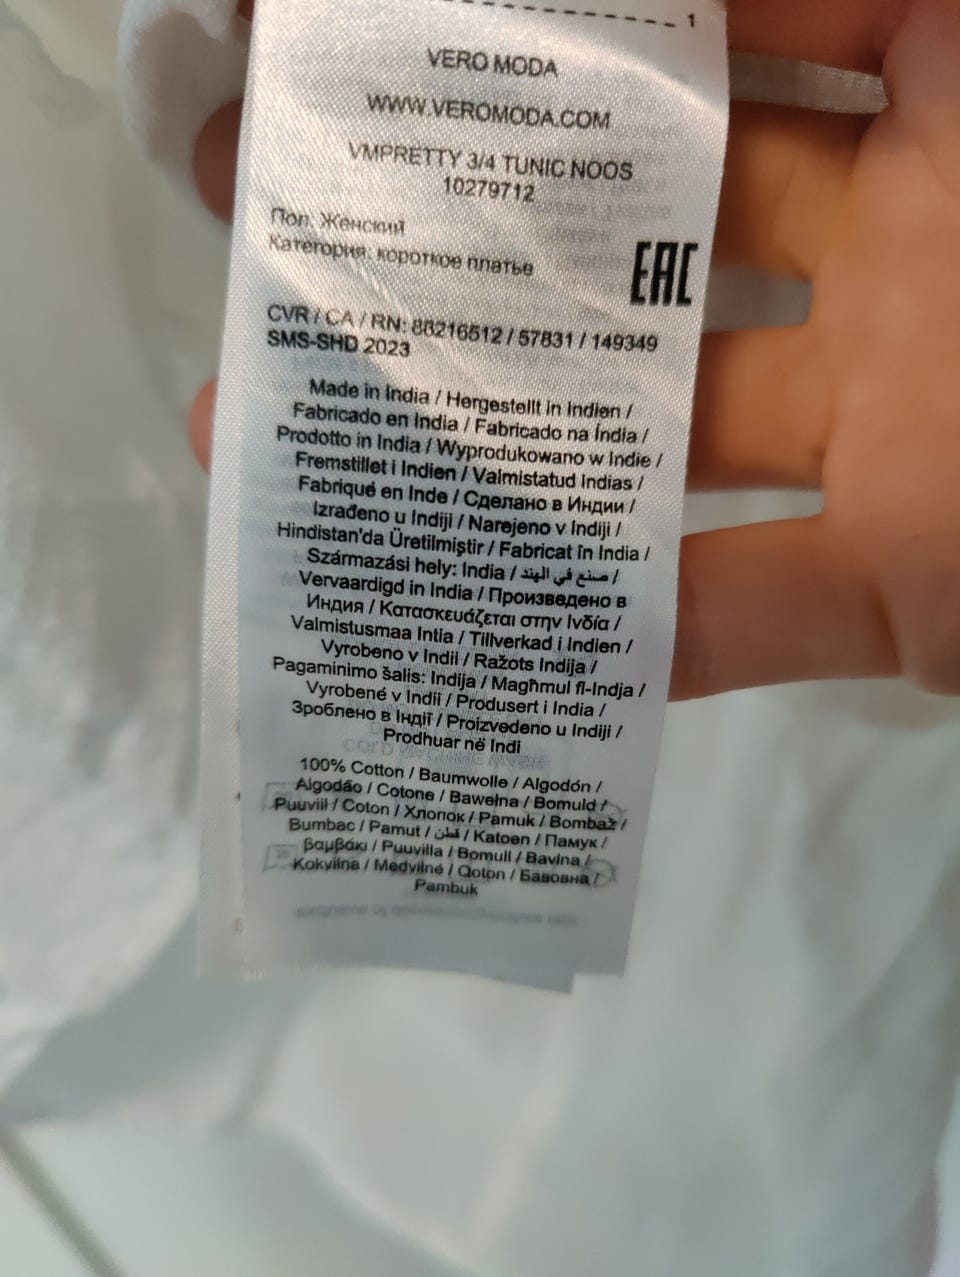 1
VERO MODA
WWW.VEROMODA.COM
VMPRETTY 3/4 TUNIC NOOS
10279712
Пол: Женский
Категория: короткое платье
EAC
CVR / CA / RN: 88216512 / 57831 / 149349
SMS-SHD 2023
Made in India / Hergestellt in Indien /
Fabricado en India / Fabricado na Índia /
Prodotto in India / Wyprodukowano w Indie /
Fremstillet i Indien / Valmistatud Indias /
Fabriqué en Inde / Сделано в Индии /
Izrađeno u Indiji / Narejeno v Indiji /
Hindistan'da Üretilmiştir / Fabricat în India /
Származási hely: India / صنع في الهند /
Vervaardigd in India / Произведено в
Индия / Κατασκευάζεται στην Ινδία /
Valmistusmaa Intia / Tillverkad i Indien /
Vyrobeno v Indii / Ražots Indija /
Pagaminimo šalis: Indija / Magħmul fl-Indja /
Vyrobené v Indii / Produsert i India /
Зроблено в Індії / Proizvedeno u Indiji /
Prodhuar në Indi
100% Cotton / Baumwolle / Algodón /
Algodão / Cotone / Bawełna / Bomuld /
Puuvill / Coton / Хлопок / Pamuk / Bombaž /
Bumbac / Pamut / قطن / Katoen / Памук /
βαμβάκι / Puuvilla / Bomull / Bavlna /
Kokvilna / Medvilné / Qoton / Бавовна /
Pambuk